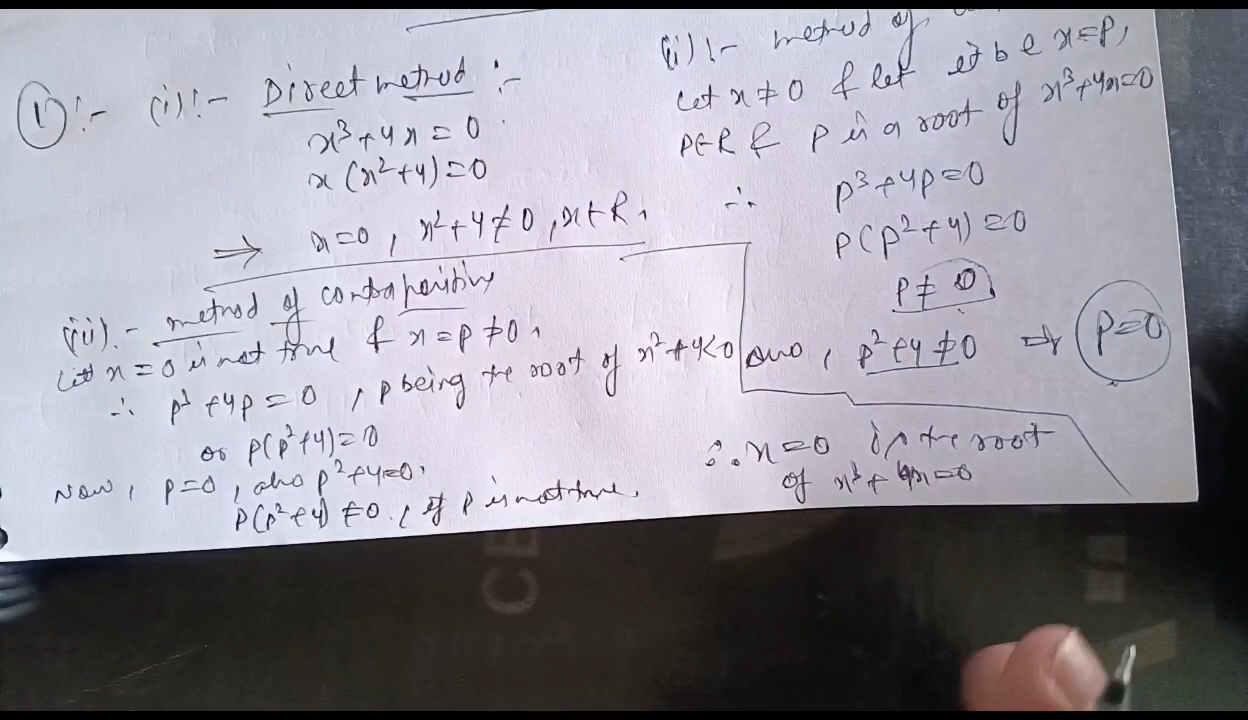 ① :- (i) :- Direct method :-
x³ + 4x = 0
x (x² + 4) = 0
⇒ x = 0, x² + 4 ≠ 0, x ∈ R,
(ii) :- method of
Let x ≠ 0 & let it be x = p,
p ∈ R & p is a root of x³ + 4x = 0
∴ p³ + 4p = 0
p (p² + 4) = 0
p ≠ 0,
also, p² + 4 ≠ 0 ⇒ p = 0
∴ x = 0 is the root
of x³ + 4x = 0
(iii) :- method of contrapositive
Let x = 0 is not true & x = p ≠ 0,
∴ p³ + 4p = 0, p being the root of x² + 4 < 0
or p(p² + 4) = 0
Now, p = 0, also p² + 4 = 0,
p(p² + 4) ≠ 0. if p is not true.
CE